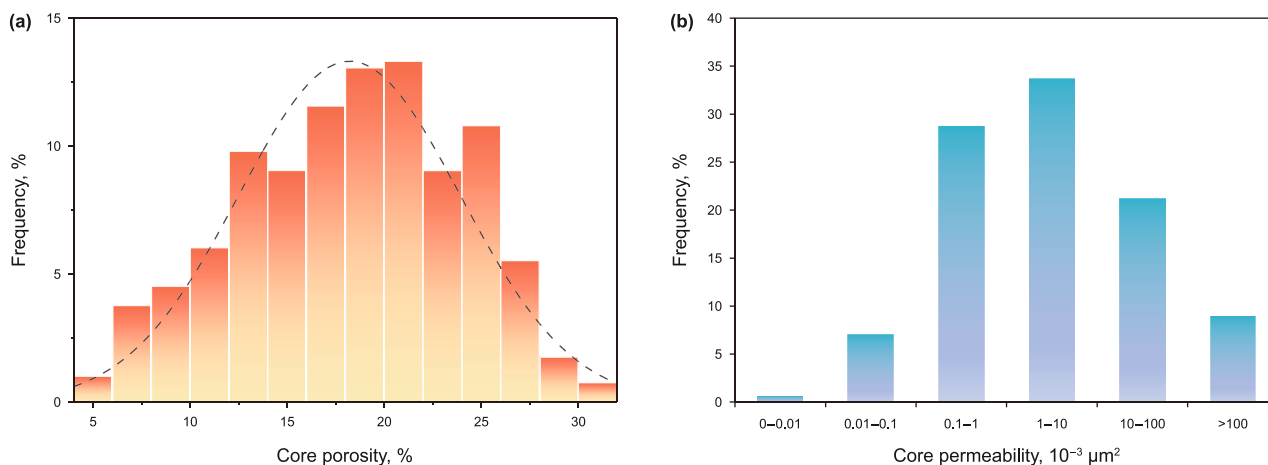 (a)
15
10
5
0
Frequency, %
5 10 15 20 25 30
Core porosity, %
(b)
40
35
30
25
20
15
10
5
0
Frequency, %
0–0.01 0.01–0.1 0.1–1 1–10 10–100 >100
Core permeability, 10⁻³ μm²